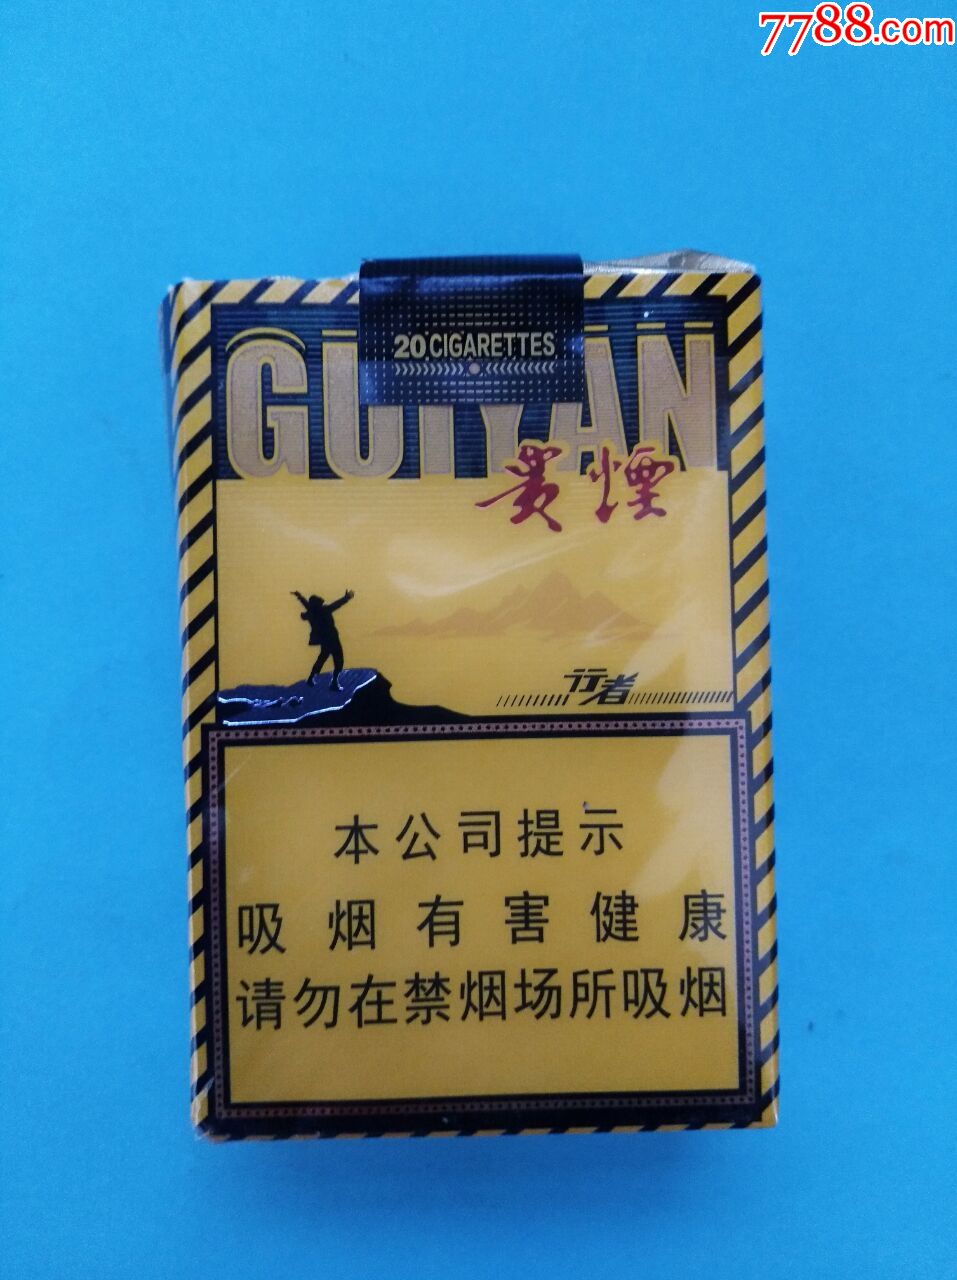 7788.com
20 CIGARETTES
GUIYAN
贵煙
行者
本公司提示
吸烟有害健康
请勿在禁烟场所吸烟